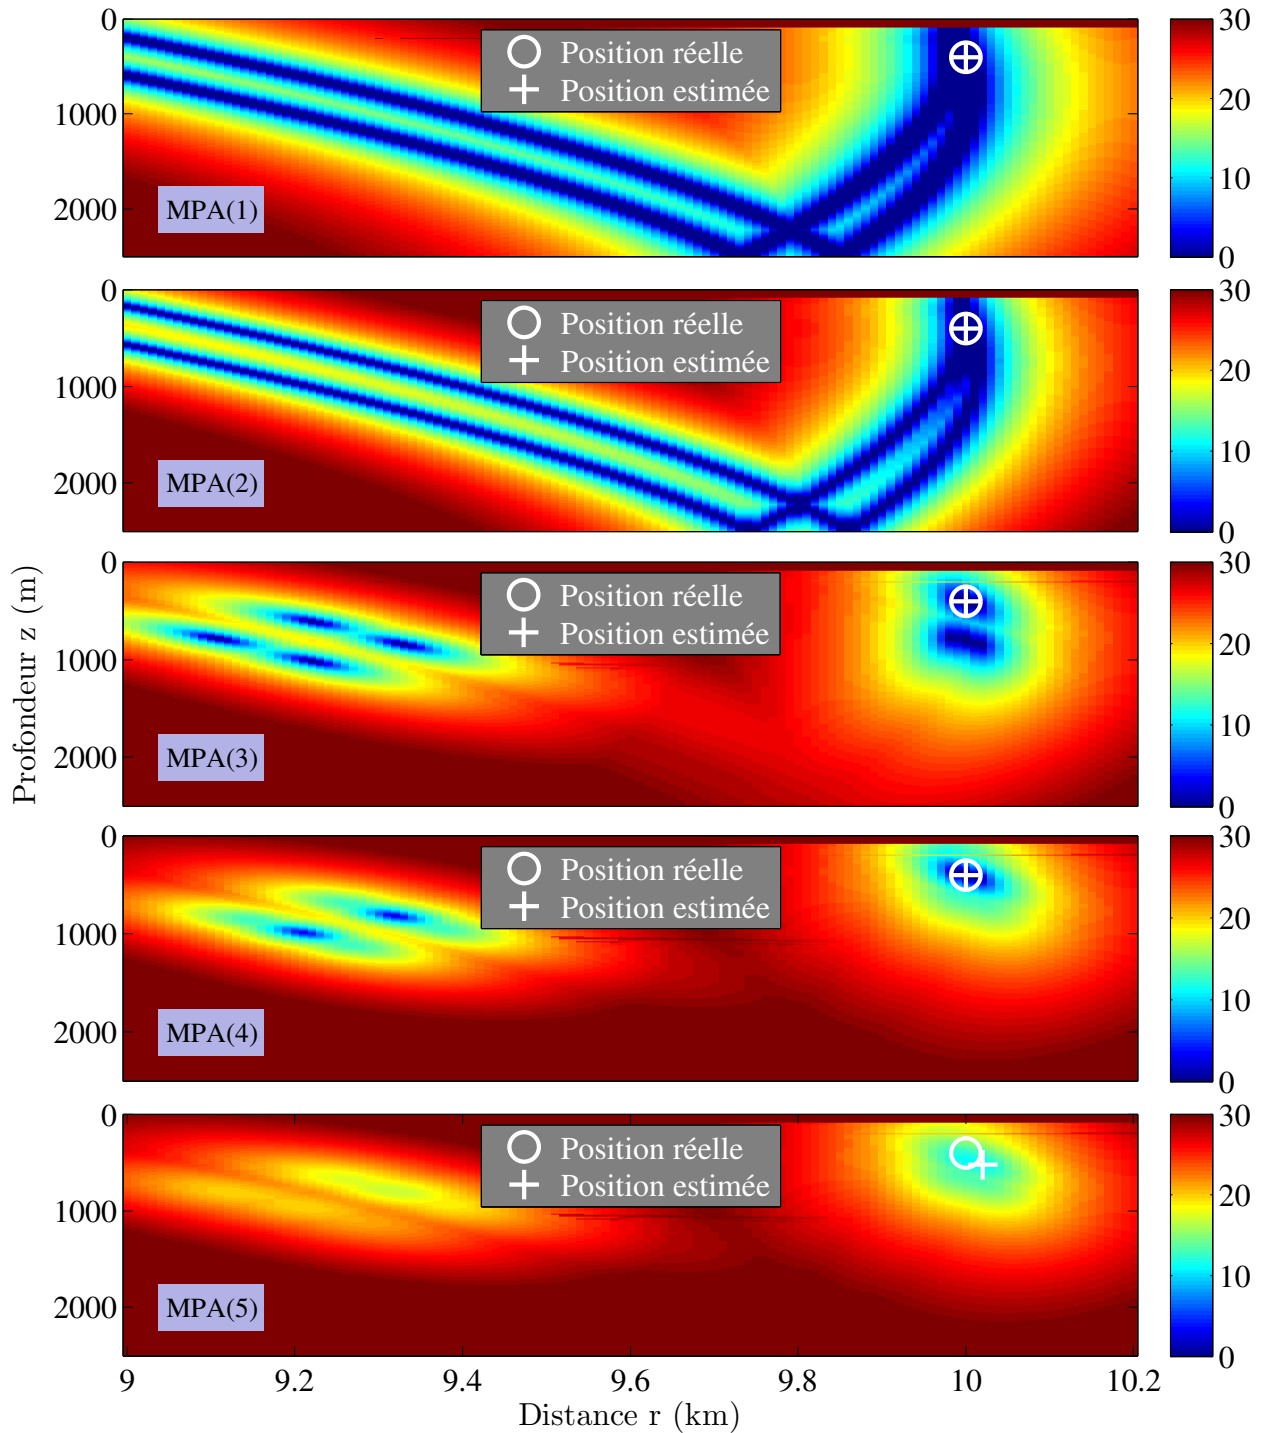 0
1000
2000
Position réelle
Position estimée
MPA(1)
30
20
10
0
0
1000
2000
Position réelle
Position estimée
MPA(2)
30
20
10
0
Profondeur z (m)
0
1000
2000
Position réelle
Position estimée
MPA(3)
30
20
10
0
0
1000
2000
Position réelle
Position estimée
MPA(4)
30
20
10
0
0
1000
2000
Position réelle
Position estimée
MPA(5)
30
20
10
0
9 9.2 9.4 9.6 9.8 10 10.2
Distance r (km)